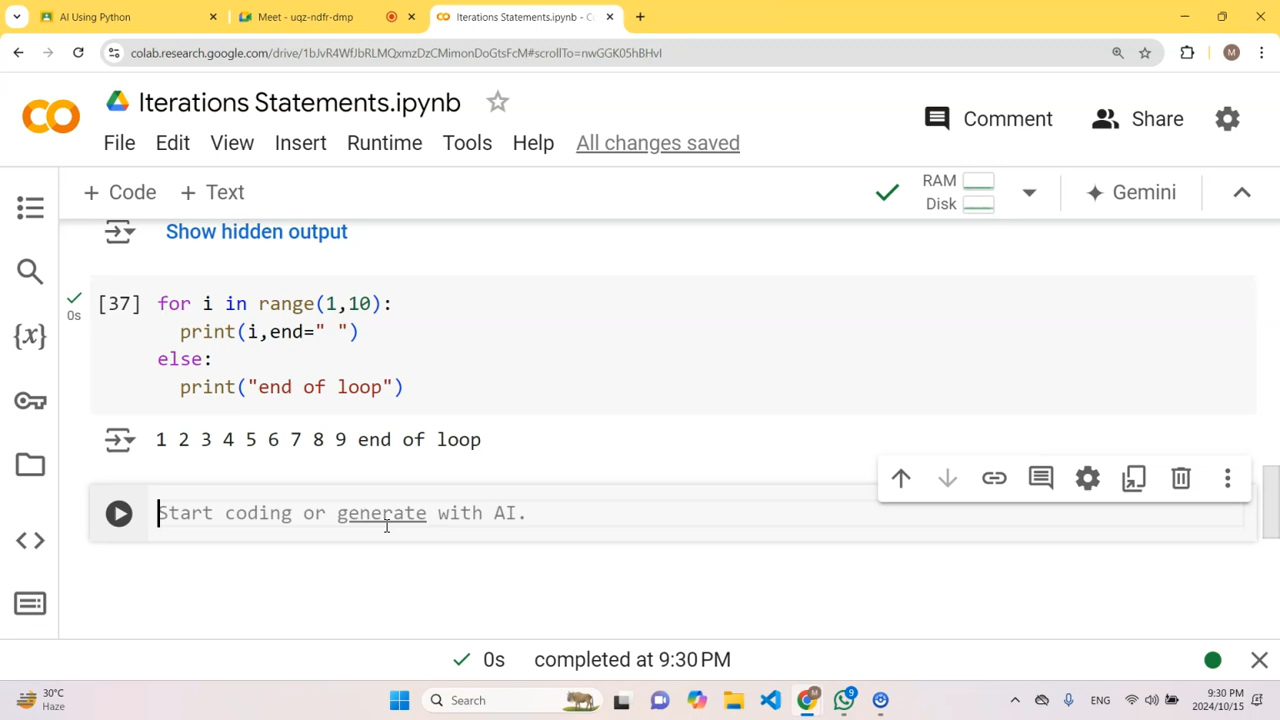 AI Using Python
Meet - uqz-ndfr-dmp
Iterations Statements.ipynb - C
colab.research.google.com/drive/1bJvR4WfJbRLMQxmzDzCMimonDoGtsFcM#scrollTo=nwGGK05hBHvI
M
CO
Iterations Statements.ipynb
File Edit View Insert Runtime Tools Help All changes saved
Comment
Share
+ Code + Text
RAM
Disk
Gemini
Show hidden output
[37] for i in range(1,10):
print(i,end=" ")
else:
print("end of loop")
0s
1 2 3 4 5 6 7 8 9 end of loop
Start coding or generate with AI.
{x}
0s completed at 9:30 PM
30°C
Haze
Search
M
9
ENG
9:30 PM
2024/10/15